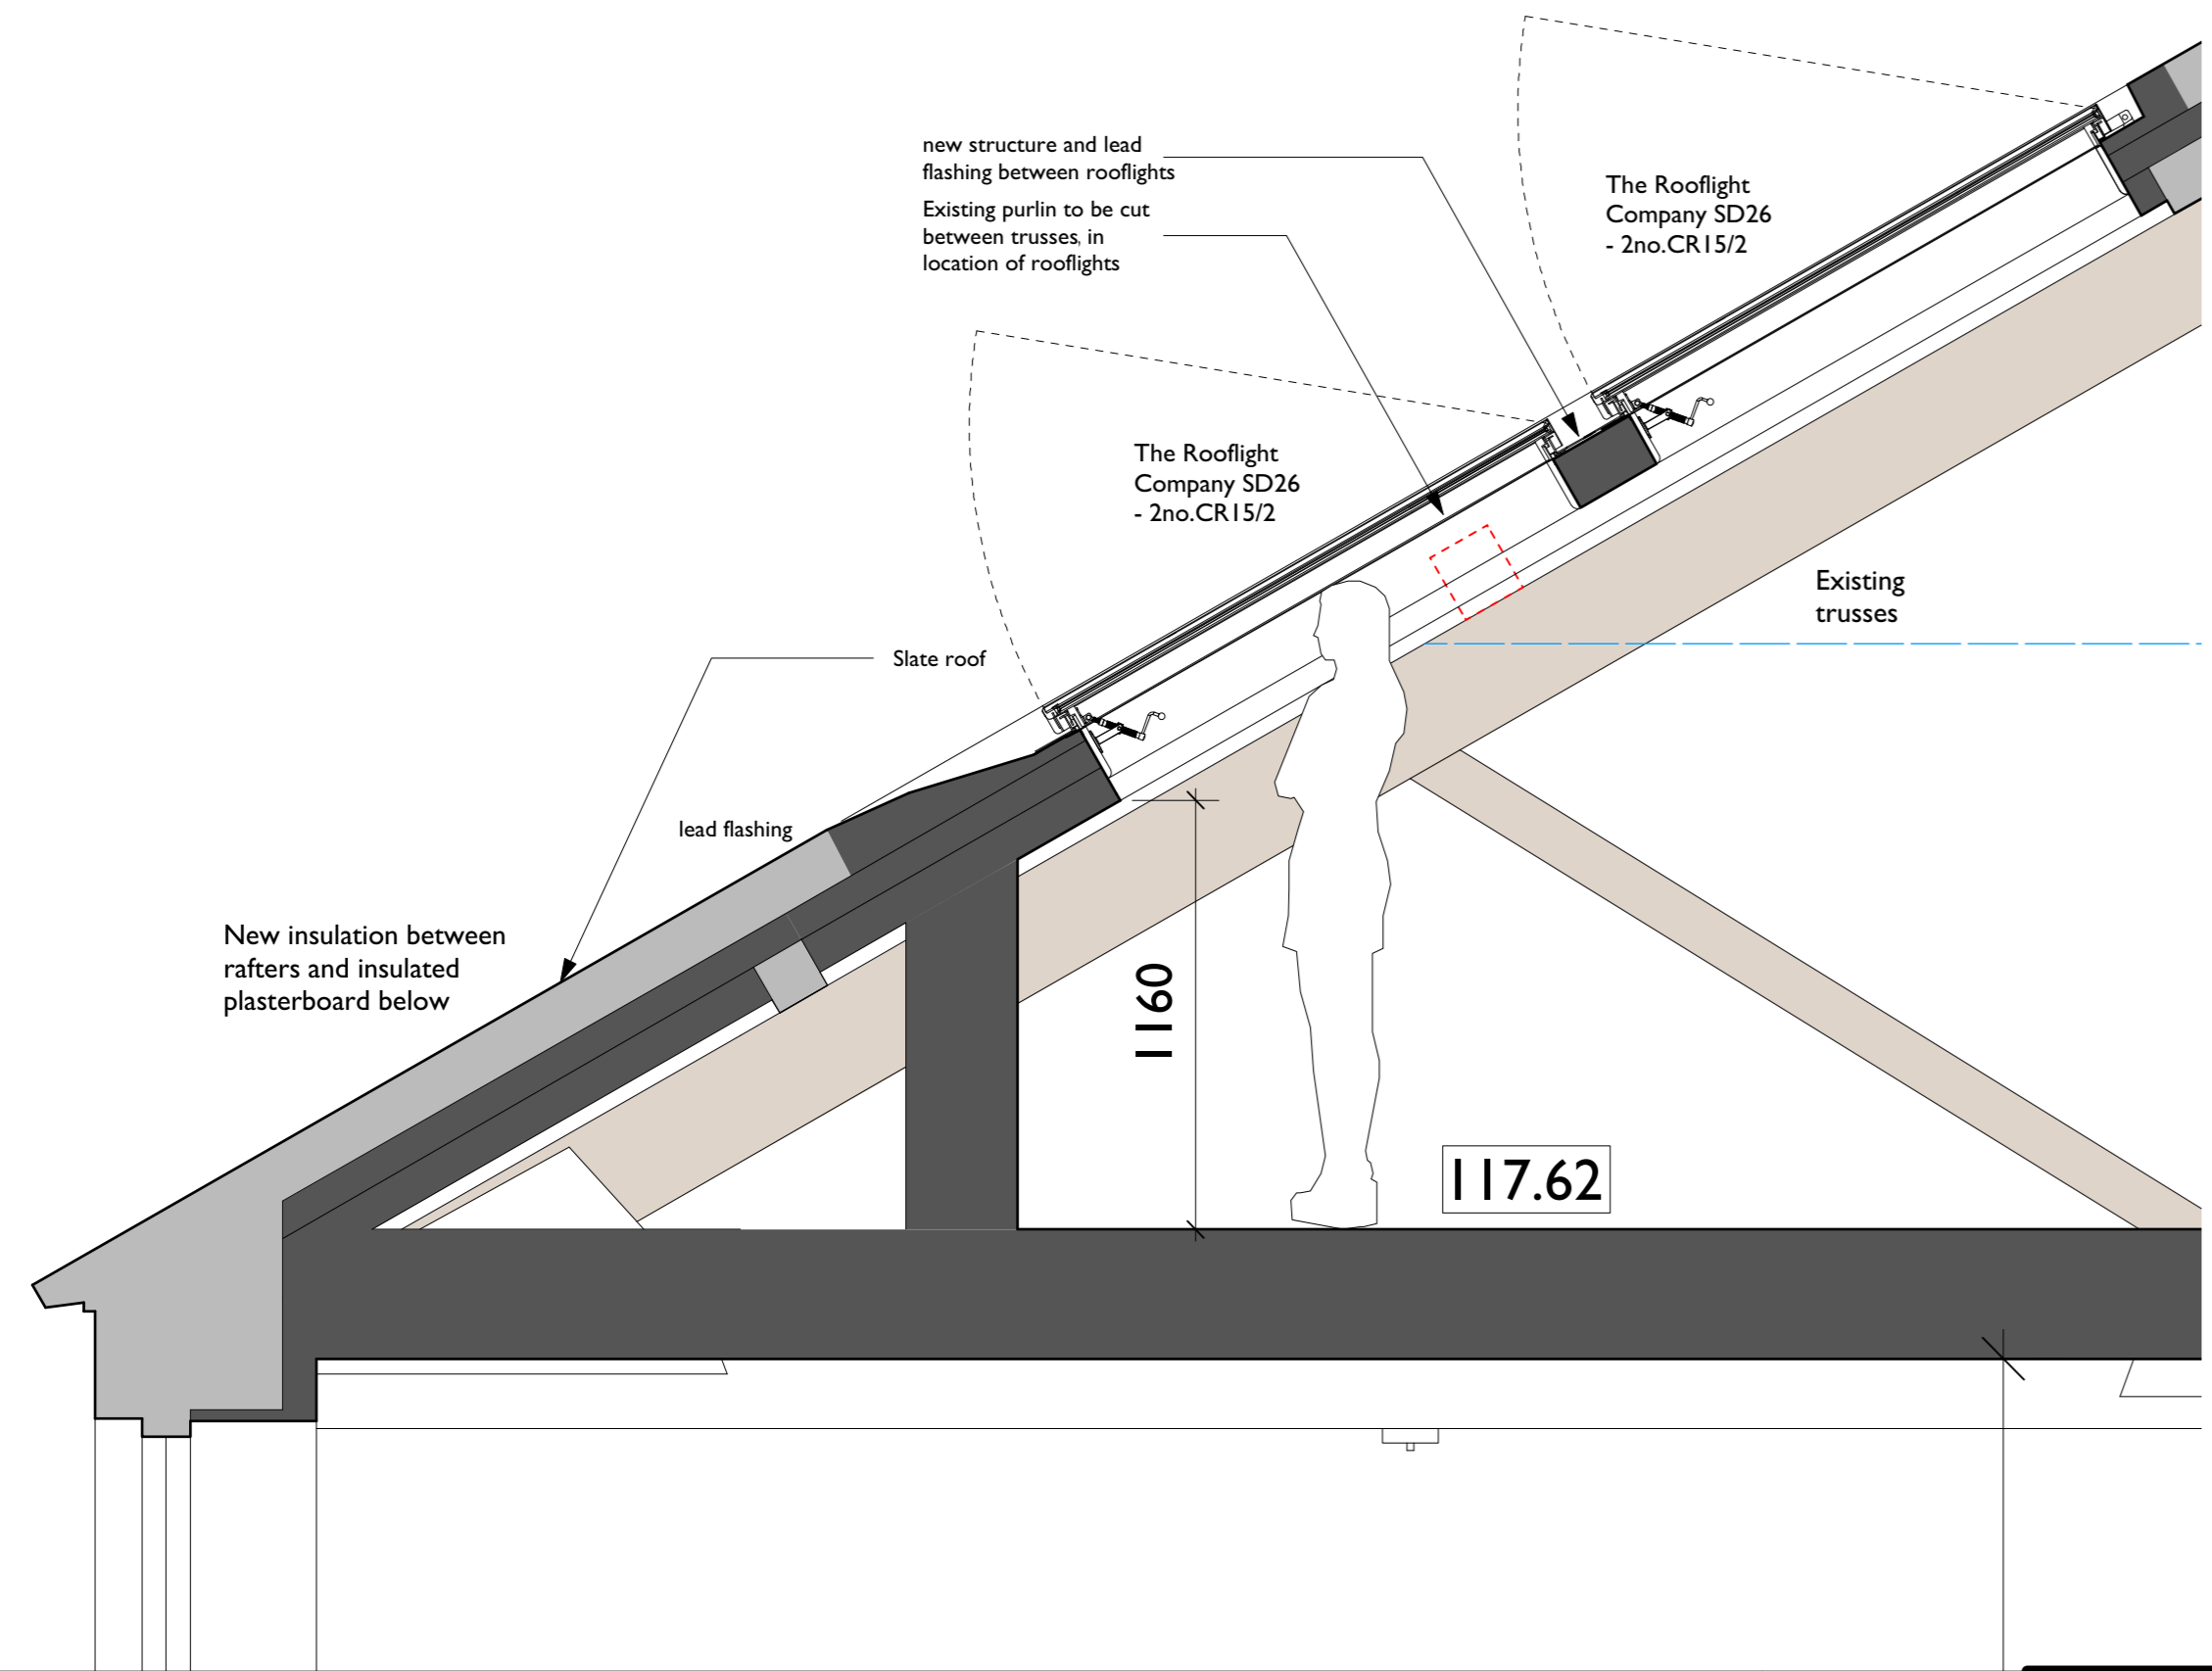 new structure and lead
flashing between rooflights
Existing purlin to be cut
between trusses, in
location of rooflights
The Rooflight
Company SD26
- 2no.CR15/2
The Rooflight
Company SD26
- 2no.CR15/2
Existing
trusses
Slate roof
lead flashing
New insulation between
rafters and insulated
plasterboard below
1160
117.62